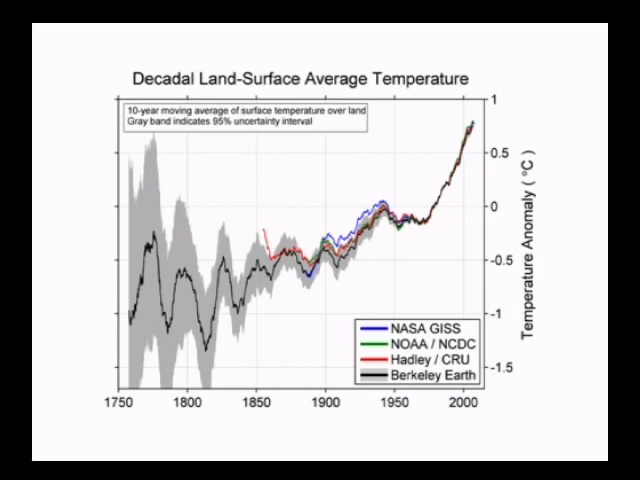 Decadal Land-Surface Average Temperature
10-year moving average of surface temperature over land
Gray band indicates 95% uncertainty interval
1
0.5
0
-0.5
-1
-1.5
Temperature Anomaly ( °C )
NASA GISS
NOAA / NCDC
Hadley / CRU
Berkeley Earth
1750 1800 1850 1900 1950 2000